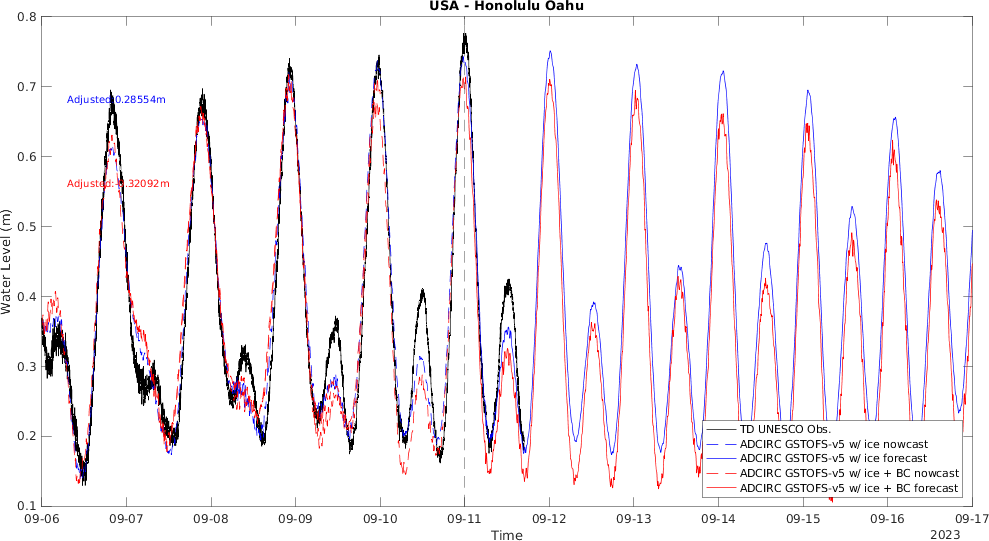 USA - Honolulu Oahu
0.8
0.7
0.6
0.5
0.4
0.3
0.2
0.1
Water Level (m)
Adjusted:0.28554m
Adjusted:-0.32092m
TD UNESCO Obs.
ADCIRC GSTOFS-v5 w/ ice nowcast
ADCIRC GSTOFS-v5 w/ ice forecast
ADCIRC GSTOFS-v5 w/ ice + BC nowcast
ADCIRC GSTOFS-v5 w/ ice + BC forecast
09-06 09-07 09-08 09-09 09-10 09-11 09-12 09-13 09-14 09-15 09-16 09-17
Time
2023